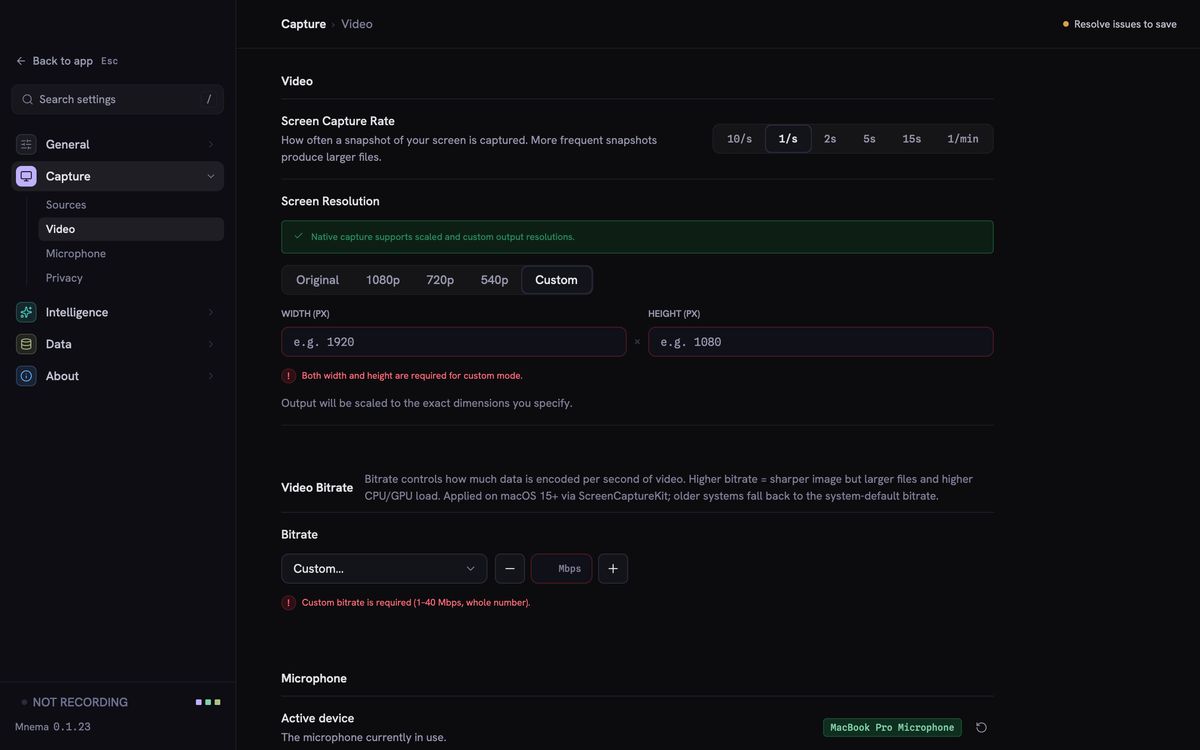 Capture › Video
Resolve issues to save
← Back to app Esc
Search settings /
General
Capture
Sources
Video
Microphone
Privacy
Intelligence
Data
About
NOT RECORDING
Mnema 0.1.23
Video
Screen Capture Rate
How often a snapshot of your screen is captured. More frequent snapshots
produce larger files.
10/s 1/s 2s 5s 15s 1/min
Screen Resolution
Native capture supports scaled and custom output resolutions.
Original 1080p 720p 540p Custom
WIDTH (PX) HEIGHT (PX)
e.g. 1920 × e.g. 1080
! Both width and height are required for custom mode.
Output will be scaled to the exact dimensions you specify.
Video Bitrate
Bitrate controls how much data is encoded per second of video. Higher bitrate = sharper image but larger files and higher
CPU/GPU load. Applied on macOS 15+ via ScreenCaptureKit; older systems fall back to the system-default bitrate.
Bitrate
Custom... − Mbps +
! Custom bitrate is required (1–40 Mbps, whole number).
Microphone
Active device
The microphone currently in use.
MacBook Pro Microphone